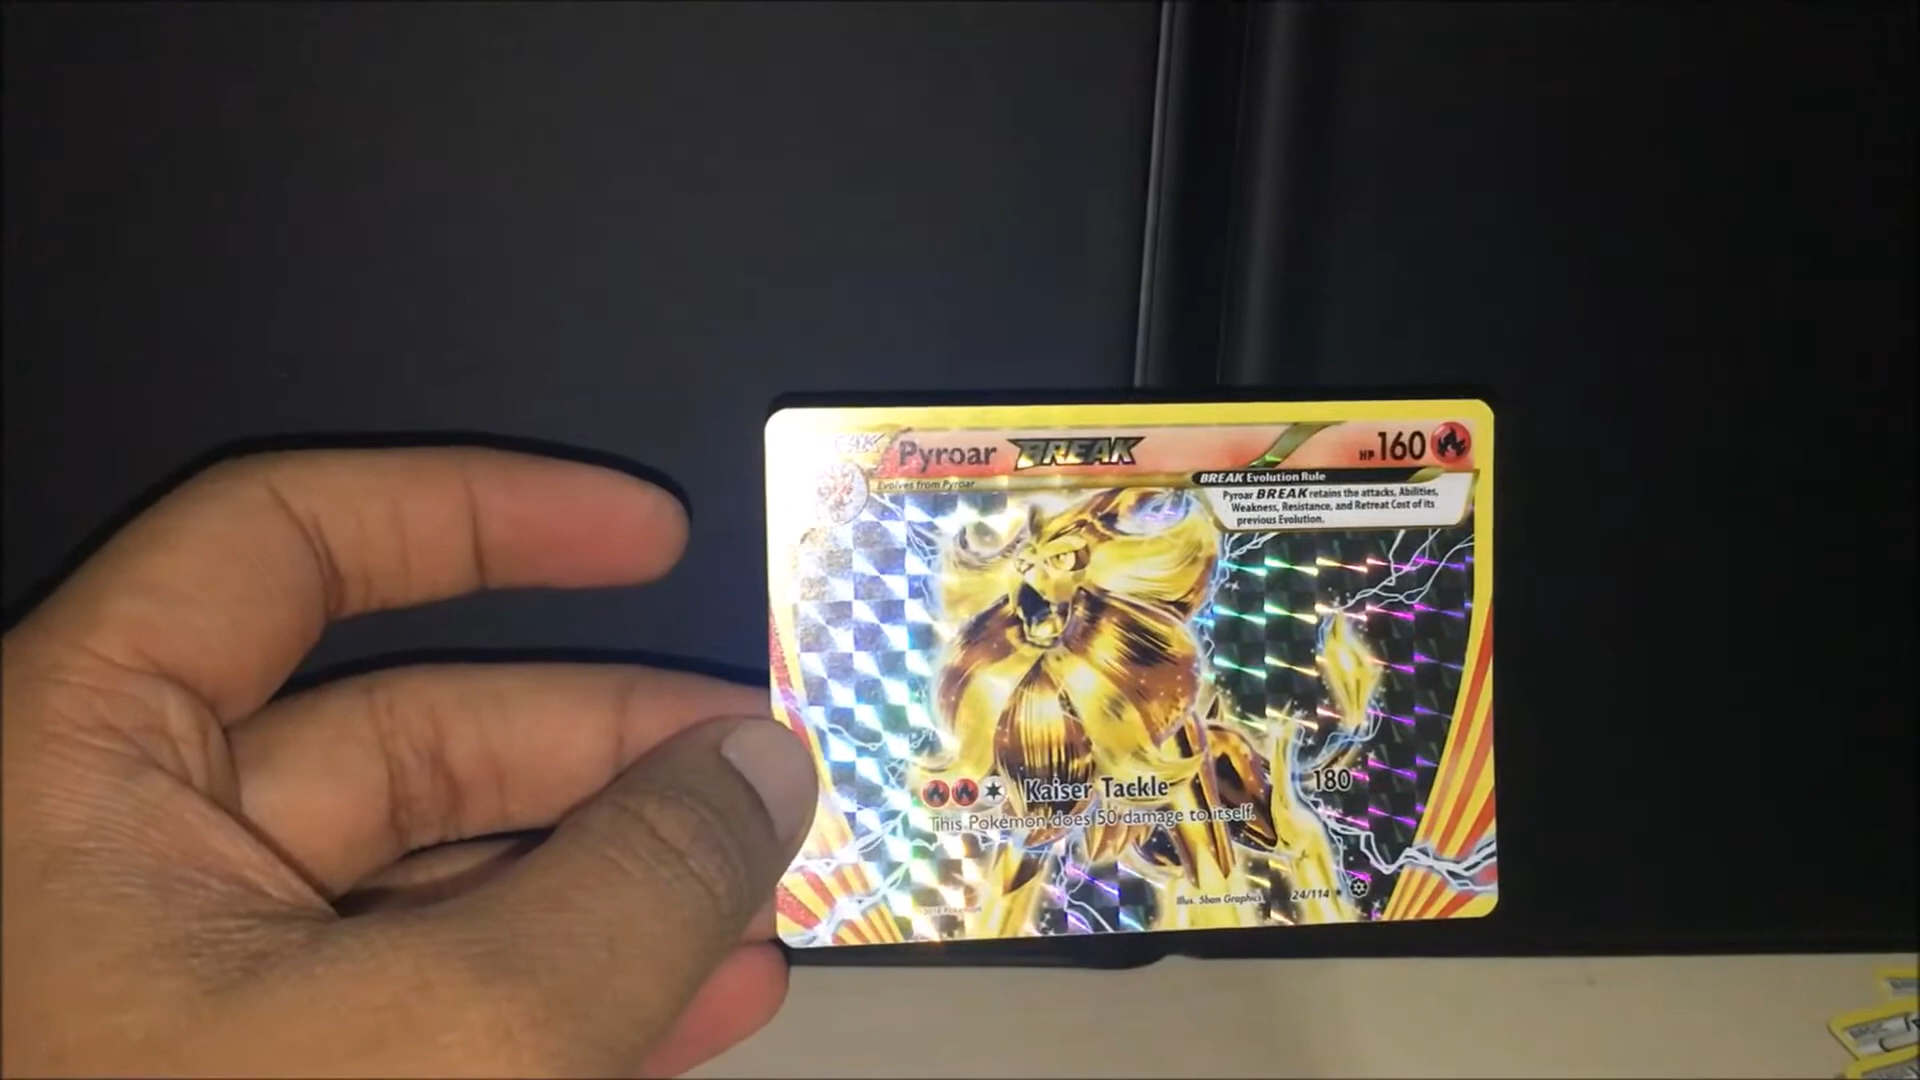 Pyroar BREAK
HP 160
Evolves from Pyroar
BREAK Evolution Rule
Pyroar BREAK retains the attacks, Abilities,
Weakness, Resistance, and Retreat Cost of its
previous Evolution.
Kaiser Tackle 180
This Pokémon does 50 damage to itself.
Illus. 5ban Graphics 24/114